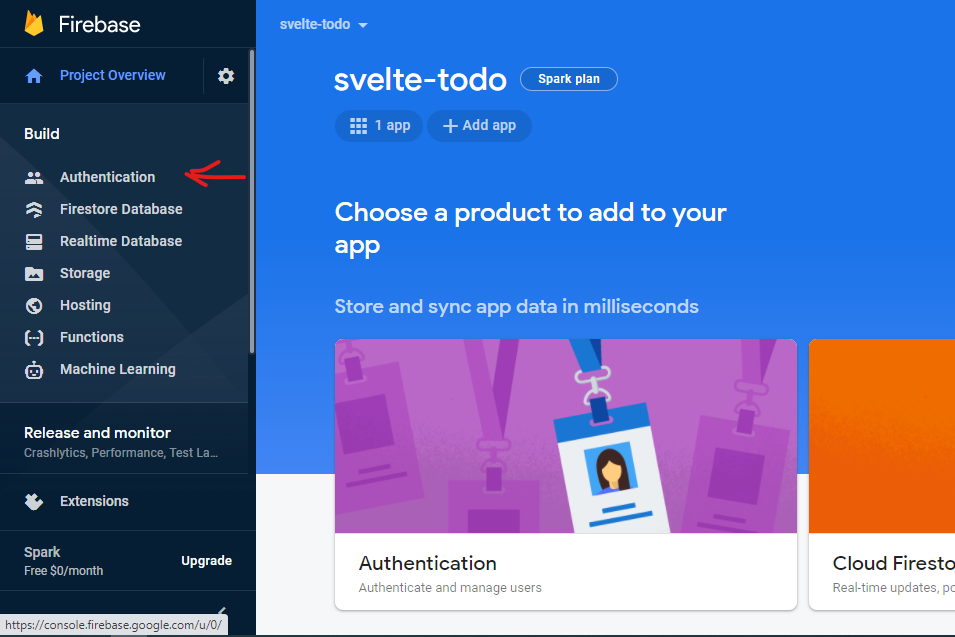 Firebase
Project Overview
Build
Authentication
Firestore Database
Realtime Database
Storage
Hosting
Functions
Machine Learning
Release and monitor
Crashlytics, Performance, Test La...
Extensions
Spark
Free $0/month
Upgrade
https://console.firebase.google.com/u/0/
svelte-todo
svelte-todo
Spark plan
1 app
Add app
Choose a product to add to your
app
Store and sync app data in milliseconds
Authentication
Authenticate and manage users
Cloud Firesto
Real-time updates, po